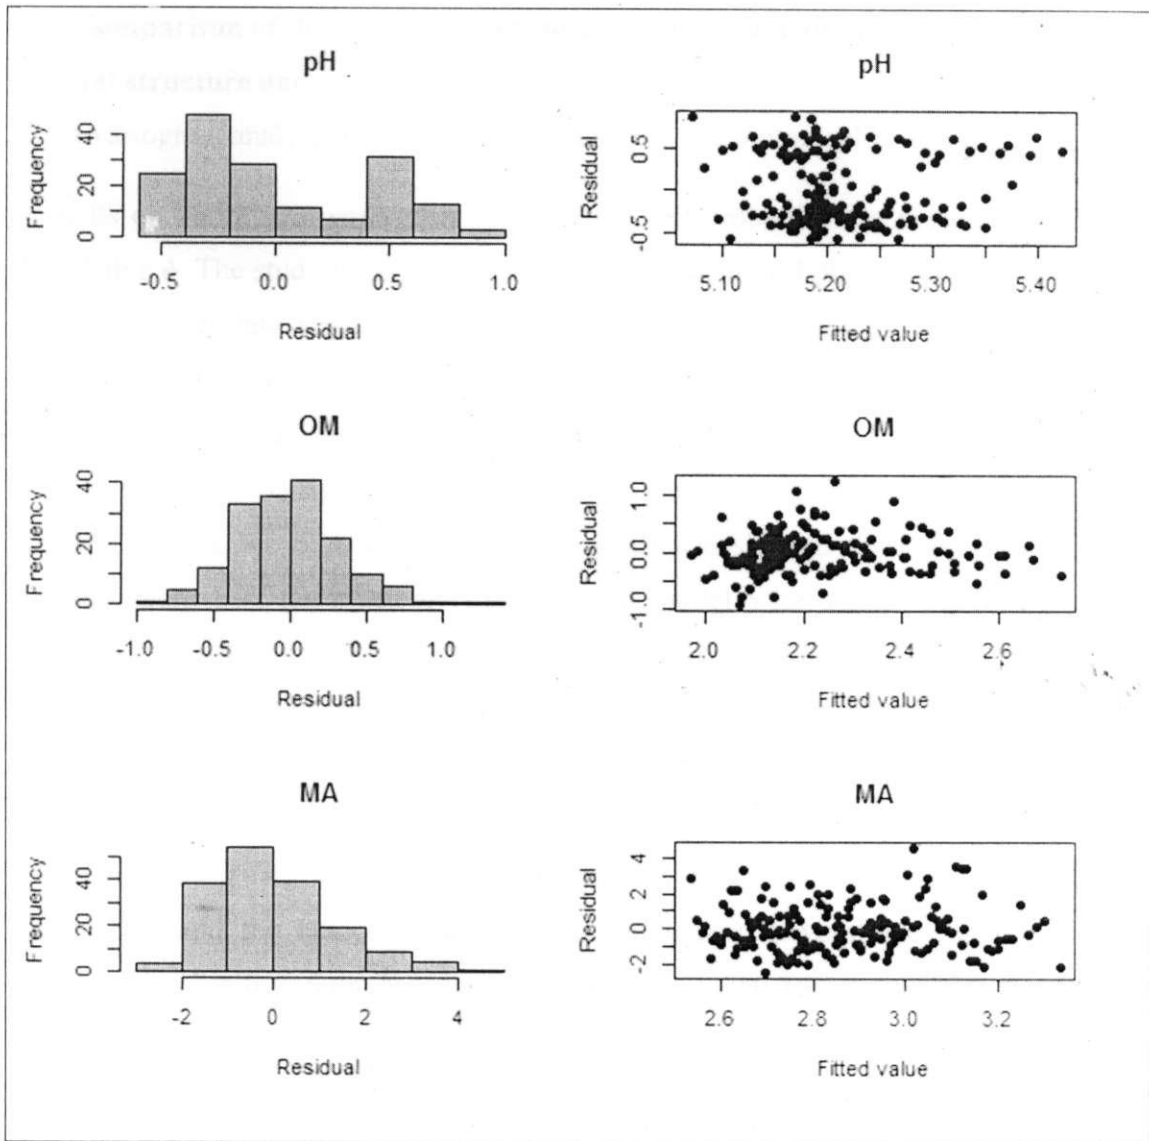 pH
pH
Frequency
0 20 40
-0.5 0.0 0.5 1.0
Residual
Residual
-0.5 0.5
5.10 5.20 5.30 5.40
Fitted value
OM
OM
Frequency
0 20 40
-1.0 -0.5 0.0 0.5 1.0
Residual
Residual
-1.0 0.0 1.0
2.0 2.2 2.4 2.6
Fitted value
MA
MA
Frequency
0 20 40
-2 0 2 4
Residual
Residual
-2 0 2 4
2.6 2.8 3.0 3.2
Fitted value